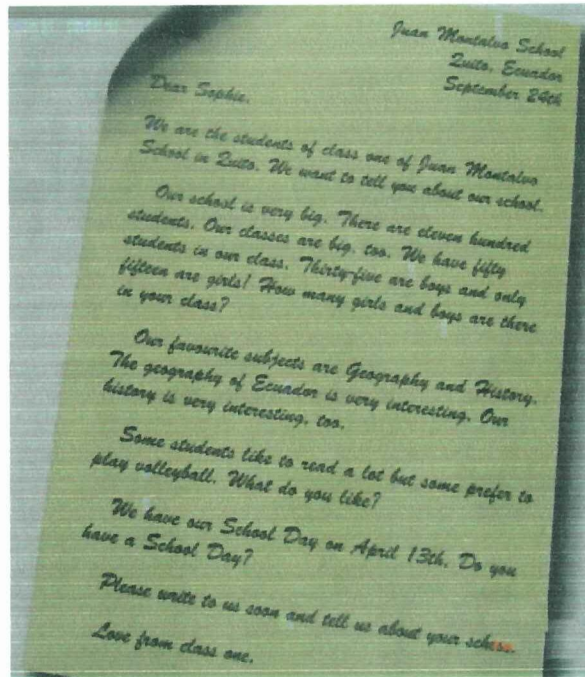 Juan Montalvo School
Quito, Ecuador
September 24th
Dear Sophie,
We are the students of class one of Juan Montalvo
School in Quito. We want to tell you about our school.
Our school is very big. There are eleven hundred
students. Our classes are big, too. We have fifty
students in our class. Thirty-five are boys and only
fifteen are girls! How many girls and boys are there
in your class?
Our favourite subjects are Geography and History.
The geography of Ecuador is very interesting. Our
history is very interesting, too.
Some students like to read a lot but some prefer to
play volleyball. What do you like?
We have our School Day on April 13th. Do you
have a School Day?
Please write to us soon and tell us about your school.
Love from class one.